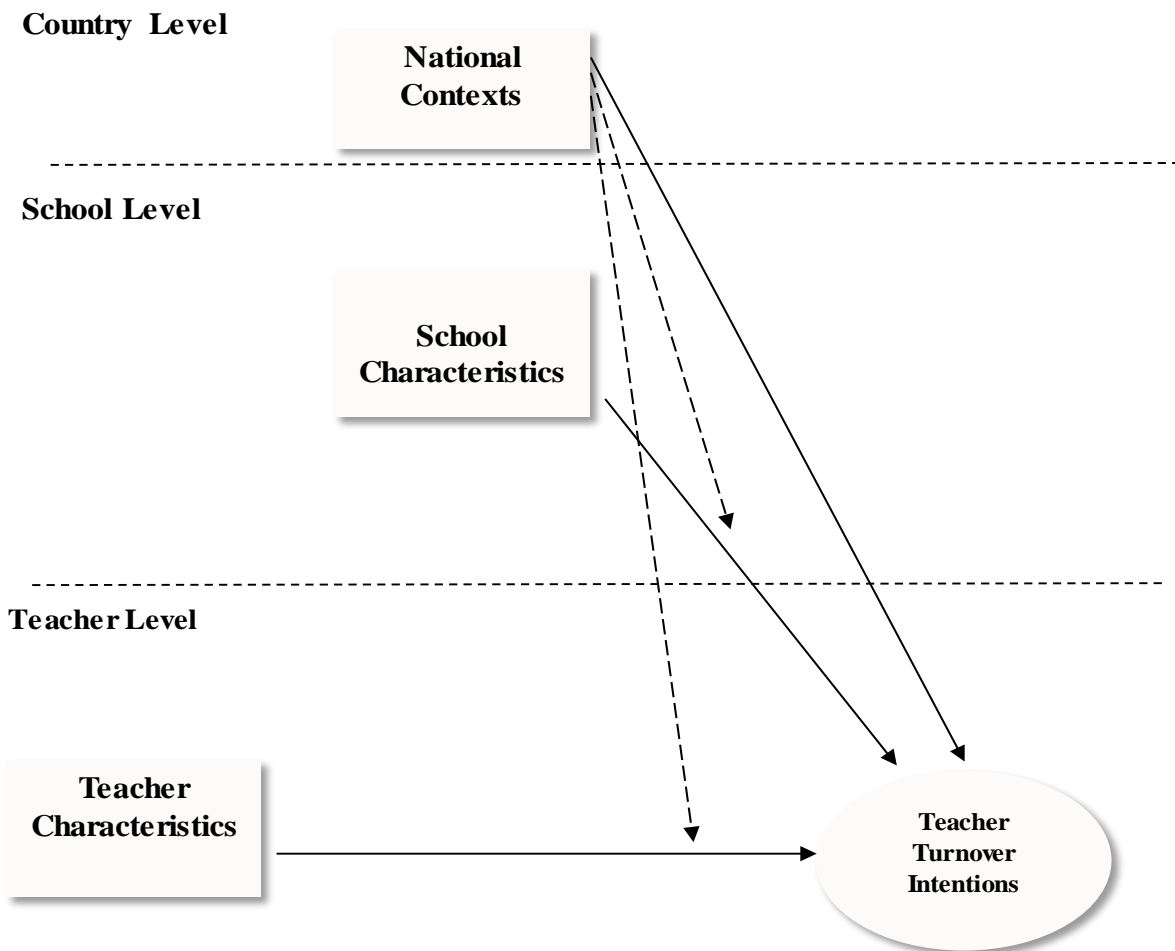 Country Level
National
Contexts
School Level
School
Characteristics
Teacher Level
Teacher
Characteristics
Teacher
Turnover
Intentions